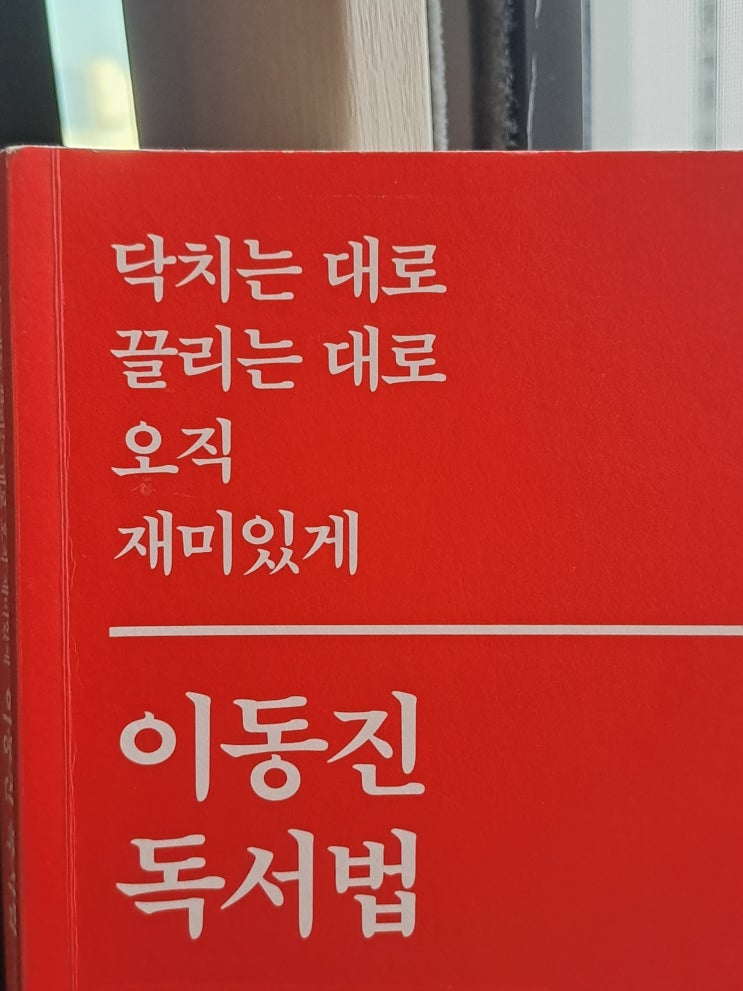 닥치는 대로
끌리는 대로
오직
재미있게
이동진
독서법